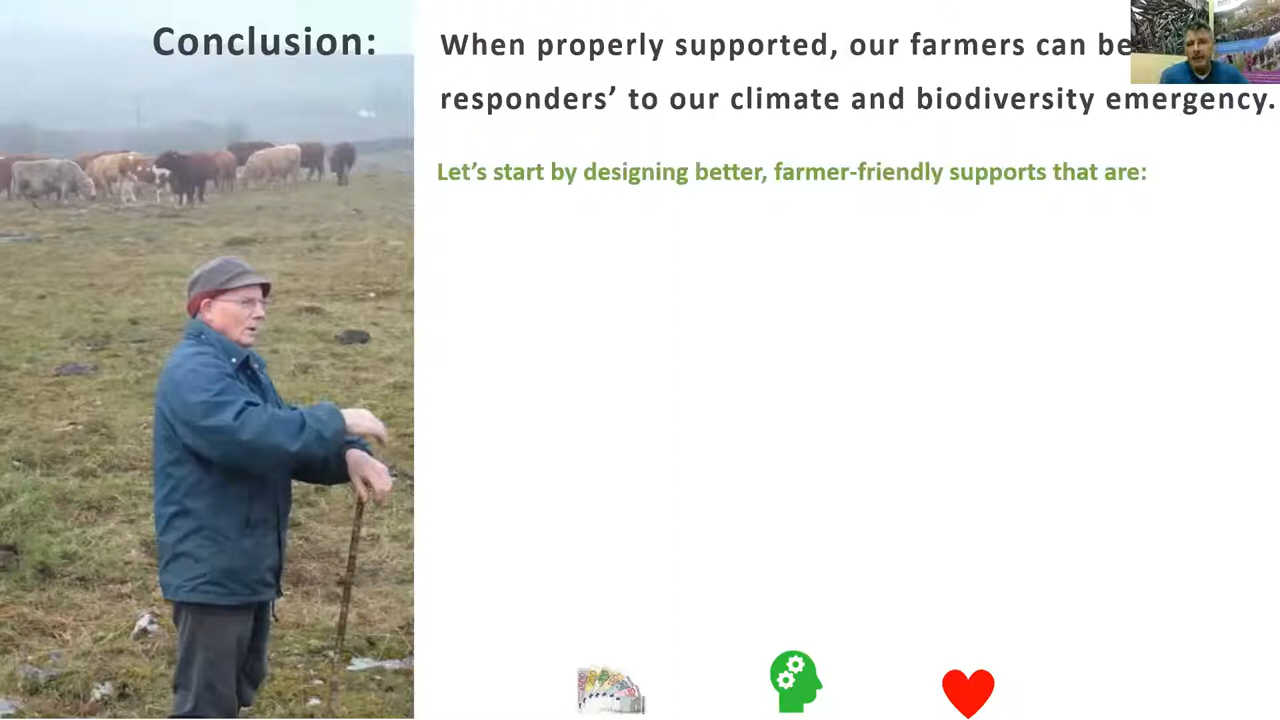 Conclusion:
When properly supported, our farmers can be
responders’ to our climate and biodiversity emergency.
Let’s start by designing better, farmer-friendly supports that are: